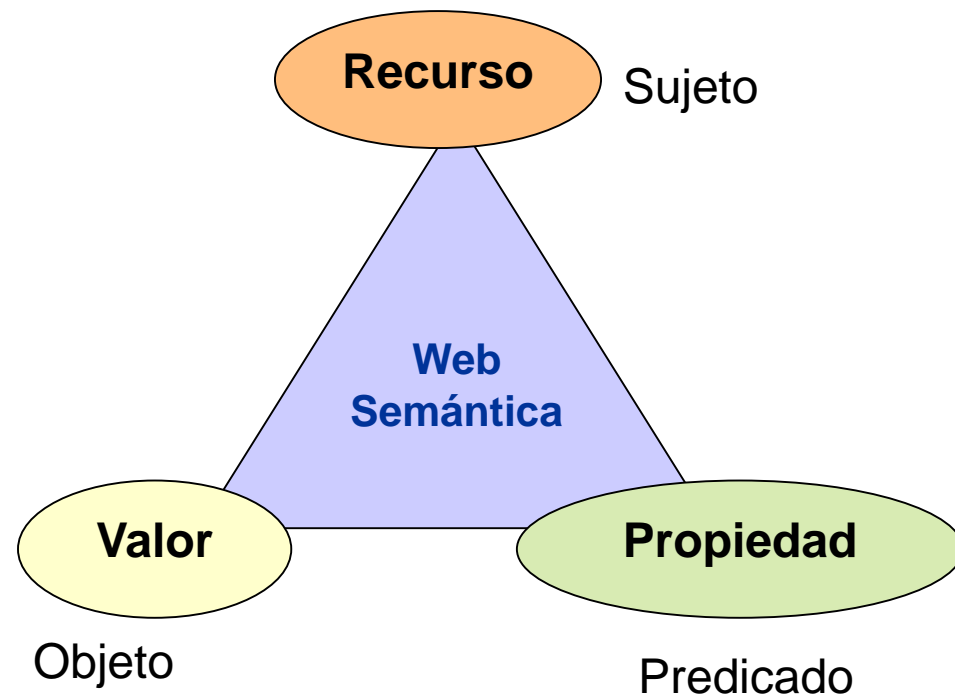 Recurso
Sujeto
Web
Semántica
Valor
Propiedad
Objeto
Predicado